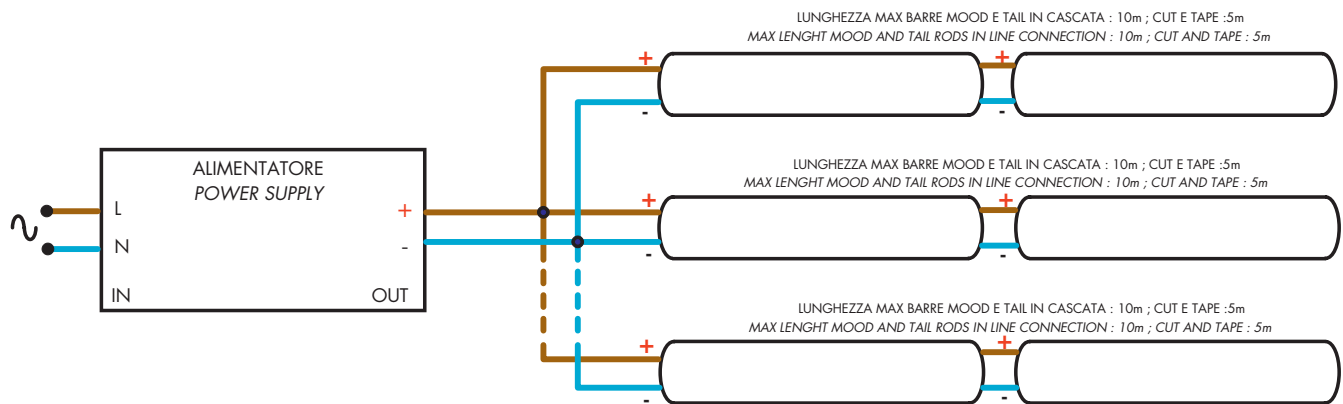 LUNGHEZZA MAX BARRE MOOD E TAIL IN CASCATA : 10m ; CUT E TAPE :5m
MAX LENGHT MOOD AND TAIL RODS IN LINE CONNECTION : 10m ; CUT AND TAPE : 5m
+ +
- -
ALIMENTATORE
POWER SUPPLY
L +
N -
IN OUT
LUNGHEZZA MAX BARRE MOOD E TAIL IN CASCATA : 10m ; CUT E TAPE :5m
MAX LENGHT MOOD AND TAIL RODS IN LINE CONNECTION : 10m ; CUT AND TAPE : 5m
+ +
- -
LUNGHEZZA MAX BARRE MOOD E TAIL IN CASCATA : 10m ; CUT E TAPE :5m
MAX LENGHT MOOD AND TAIL RODS IN LINE CONNECTION : 10m ; CUT AND TAPE : 5m
+ +
- -